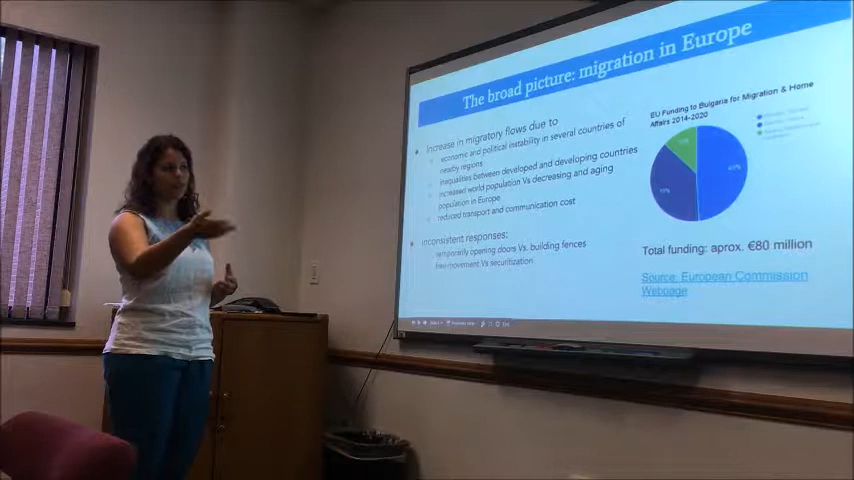 The broad picture: migration in Europe
Increase in migratory flows due to
economic and political instability in several countries of
nearby regions
inequalities between developed and developing countries
increased world population Vs decreasing and aging
population in Europe
reduced transport and communication cost
Inconsistent responses:
temporarily opening doors Vs. building fences
free movement Vs securitization
EU Funding to Bulgaria for Migration & Home
Affairs 2014-2020
Total funding: aprox. €80 million
Source: European Commission
Webpage